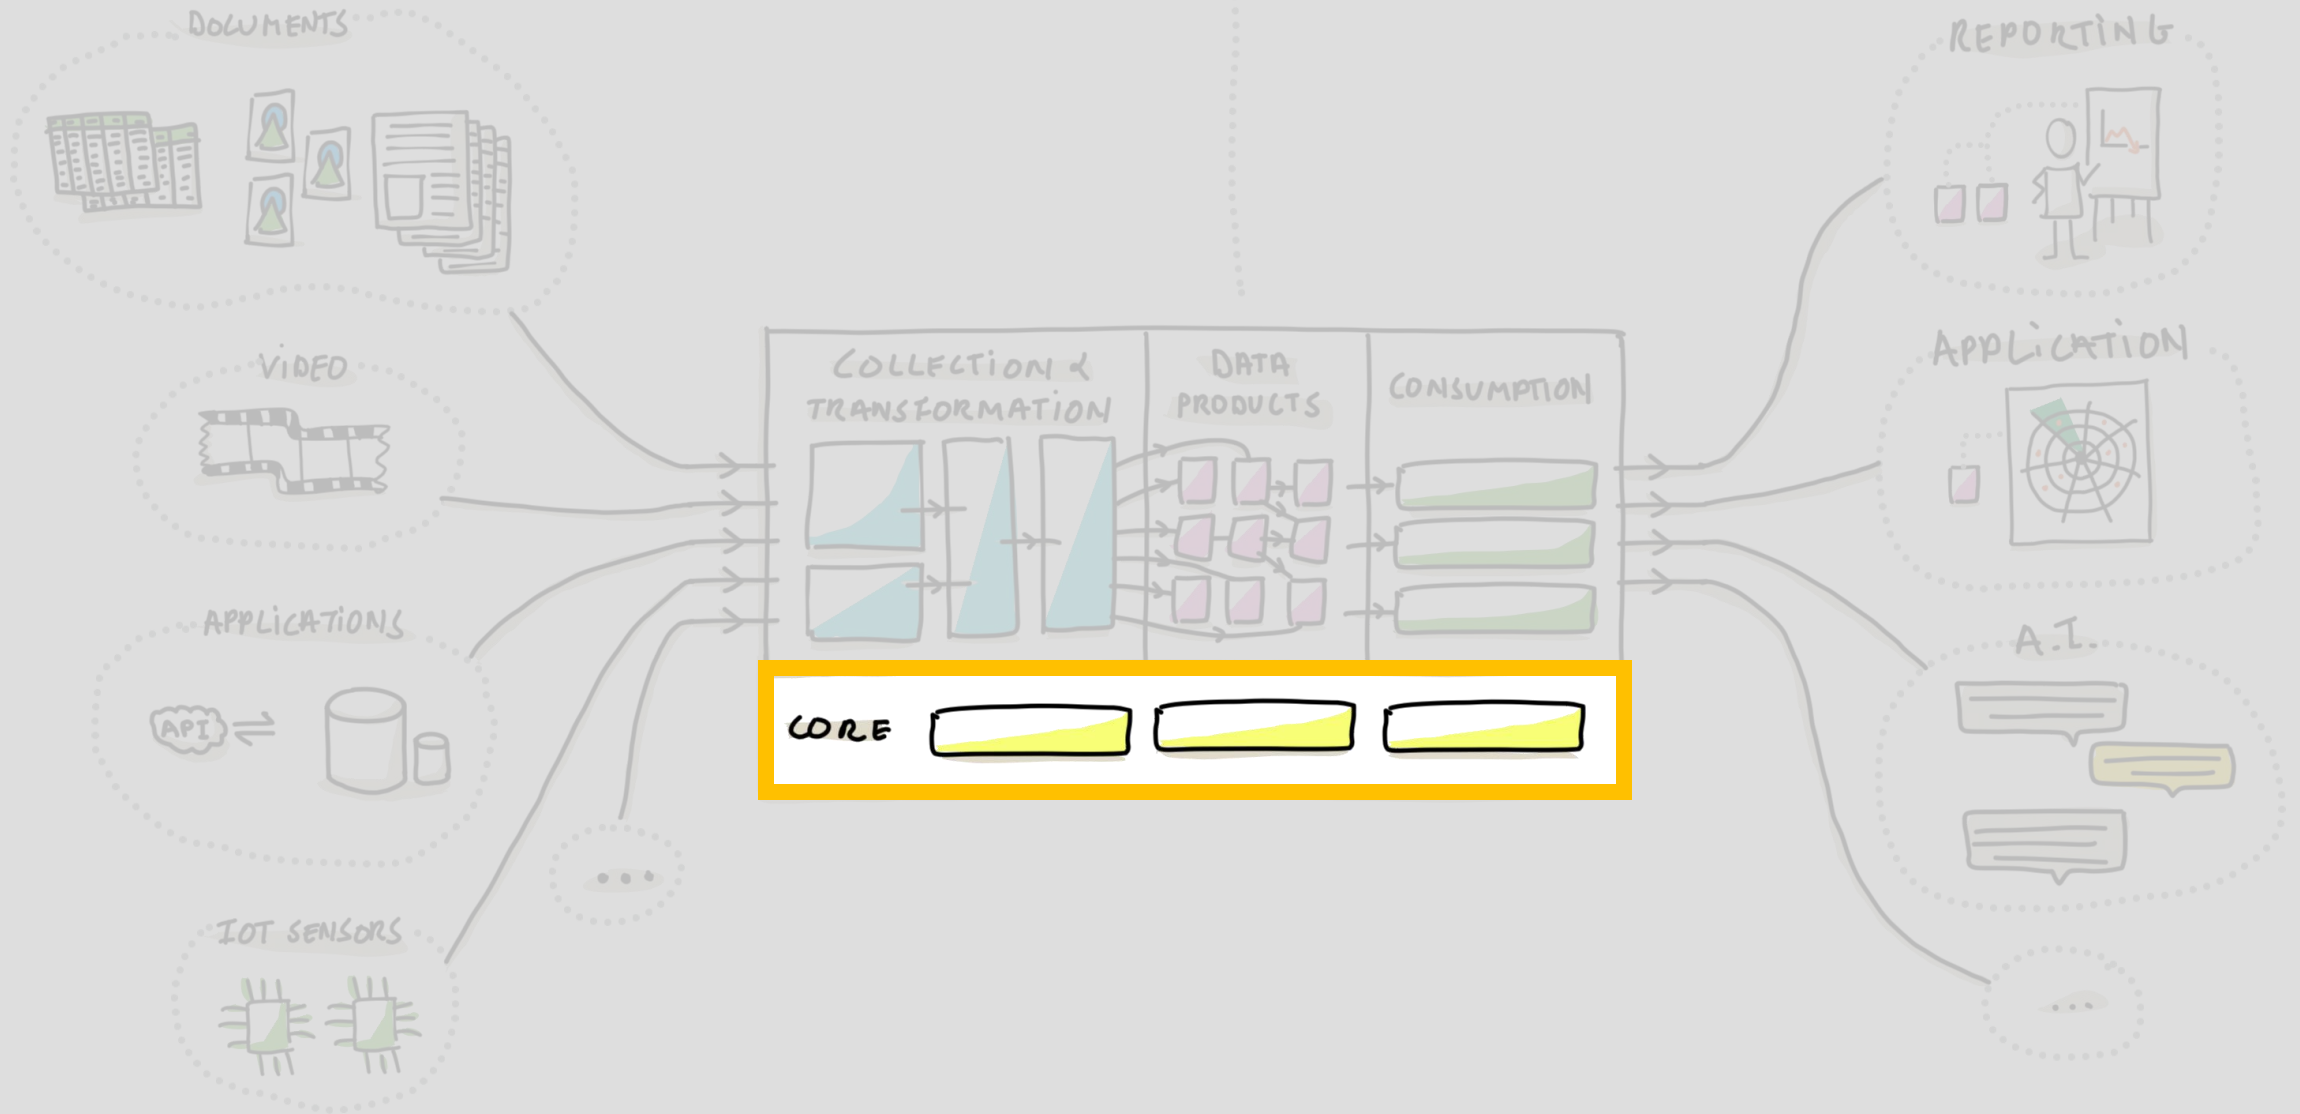 DOCUMENTS
REPORTING
VIDEO
APPLICATION
COLLECTION &
TRANSFORMATION
DATA
PRODUCTS
CONSUMPTION
APPLICATIONS
API
A.I.
CORE
...
IOT SENSORS
...